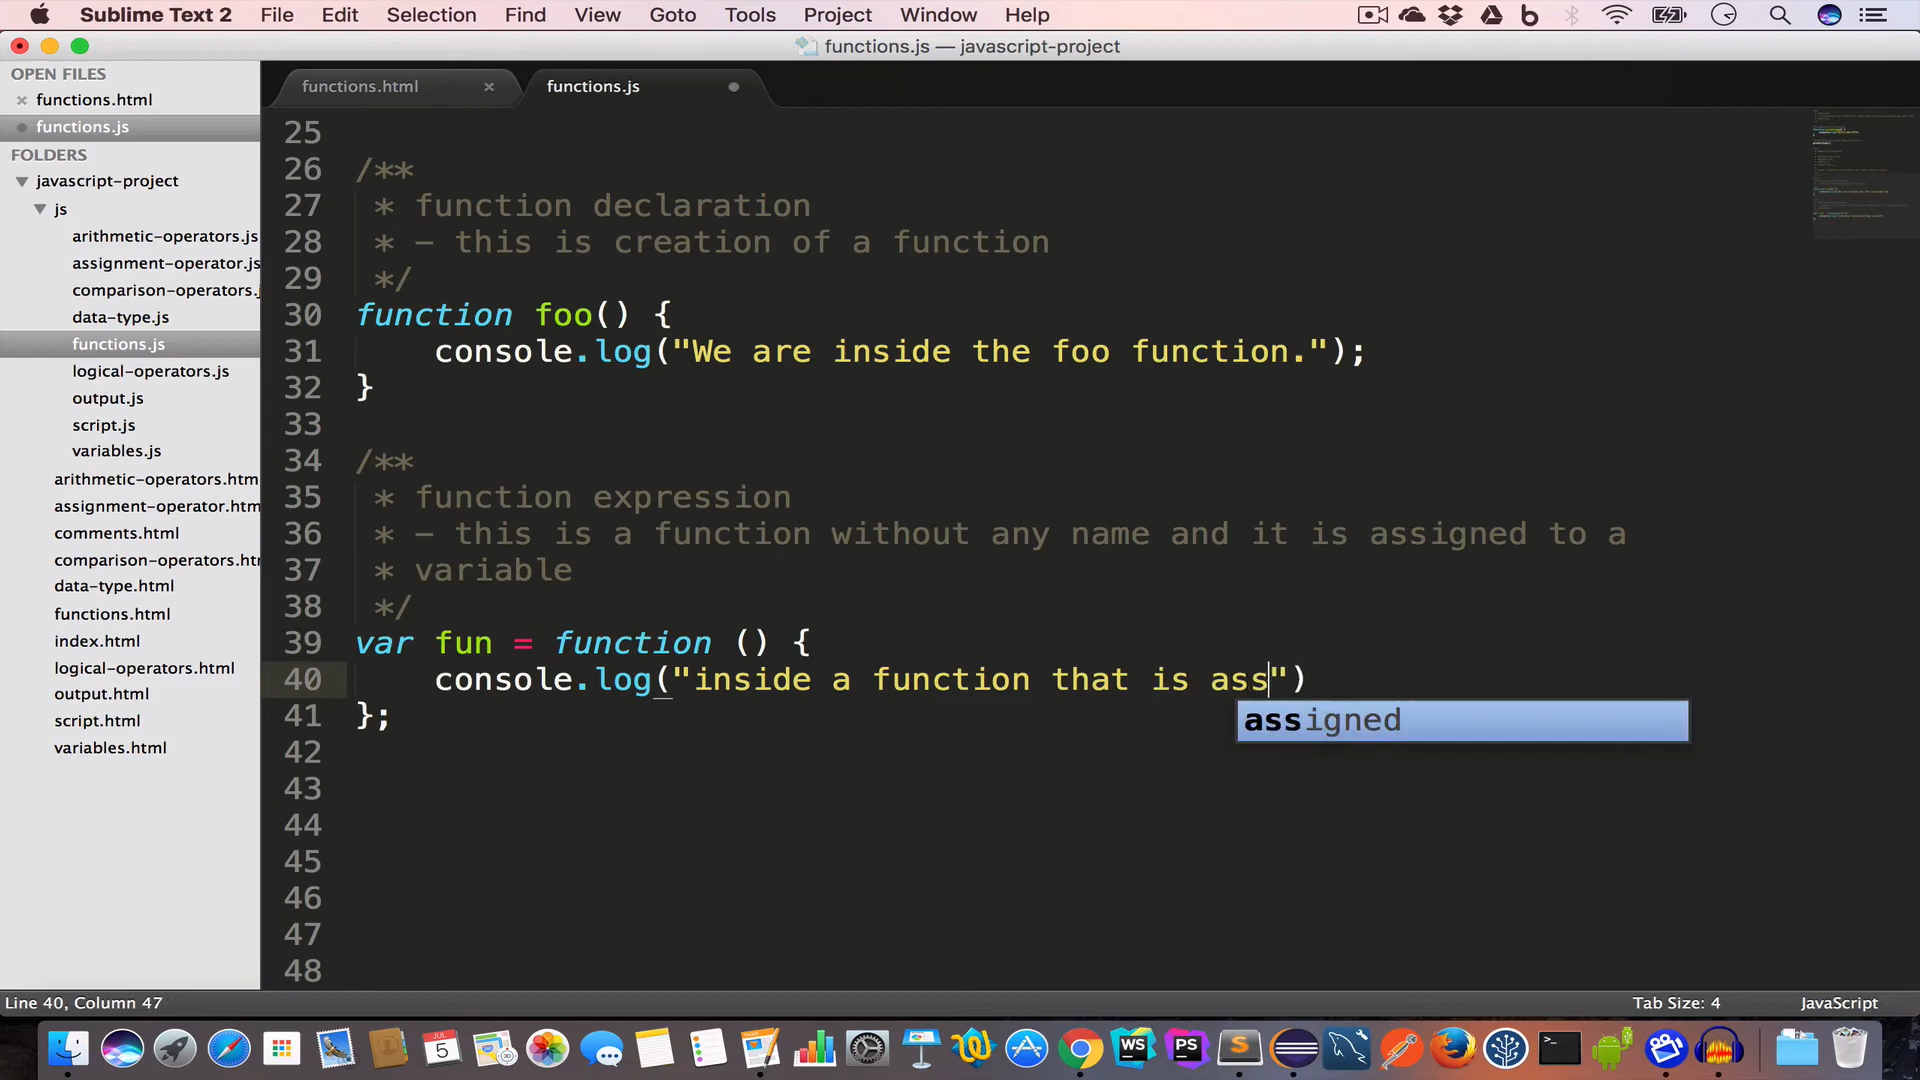 Sublime Text 2 File Edit Selection Find View Goto Tools Project Window Help
functions.js — javascript-project
OPEN FILES
functions.html
functions.js
FOLDERS
javascript-project
js
arithmetic-operators.js
assignment-operator.js
comparison-operators.j
data-type.js
functions.js
logical-operators.js
output.js
script.js
variables.js
arithmetic-operators.htm
assignment-operator.htm
comments.html
comparison-operators.htm
data-type.html
functions.html
index.html
logical-operators.html
output.html
script.html
variables.html
functions.html
functions.js
25
26 /**
27 * function declaration
28 * - this is creation of a function
29 */
30 function foo() {
31 console.log("We are inside the foo function.");
32 }
33
34 /**
35 * function expression
36 * - this is a function without any name and it is assigned to a
37 * variable
38 */
39 var fun = function () {
40 console.log("inside a function that is ass")
assigned
41 };
42
43
44
45
46
47
48
Line 40, Column 47
Tab Size: 4
JavaScript
JUL
5
3D
WS
PS
S
>_